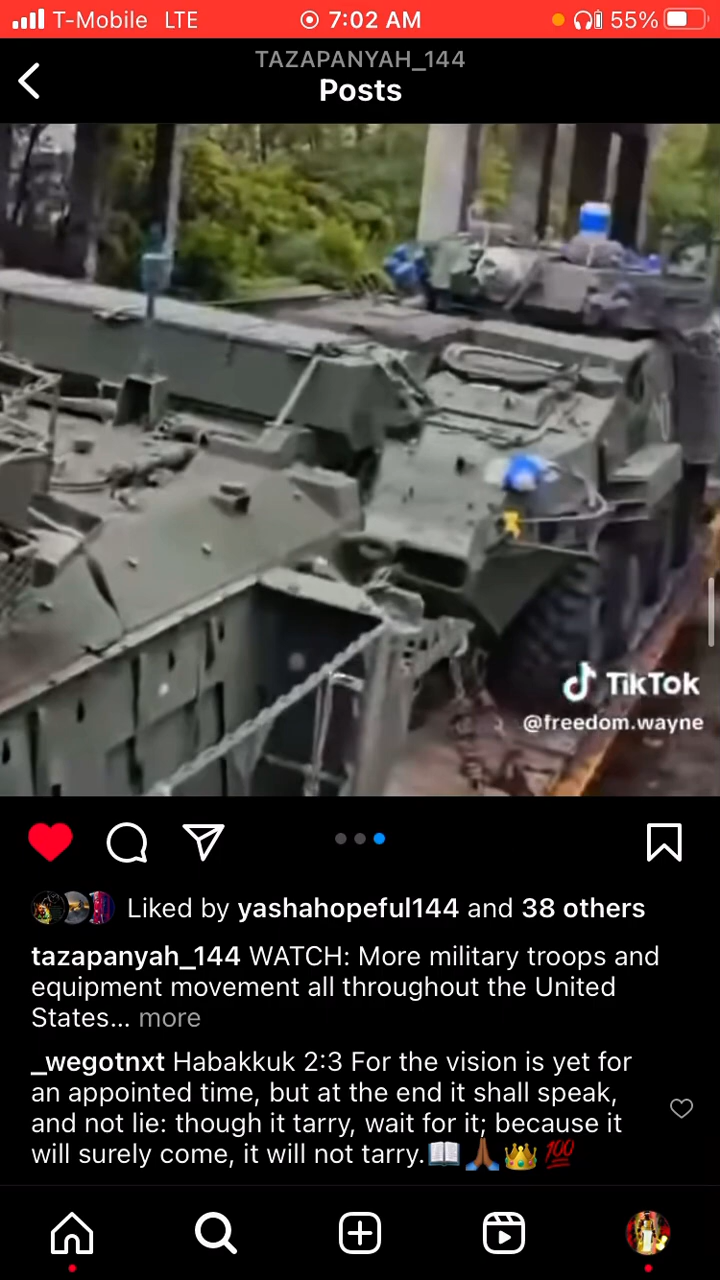 T-Mobile LTE 7:02 AM 55%
TAZAPANYAH_144
Posts
TikTok
@freedom.wayne
Liked by yashahopeful144 and 38 others
tazapanyah_144 WATCH: More military troops and
equipment movement all throughout the United
States... more
_wegotnxt Habakkuk 2:3 For the vision is yet for
an appointed time, but at the end it shall speak,
and not lie: though it tarry, wait for it; because it
will surely come, it will not tarry.📖🙏🏾👑💯